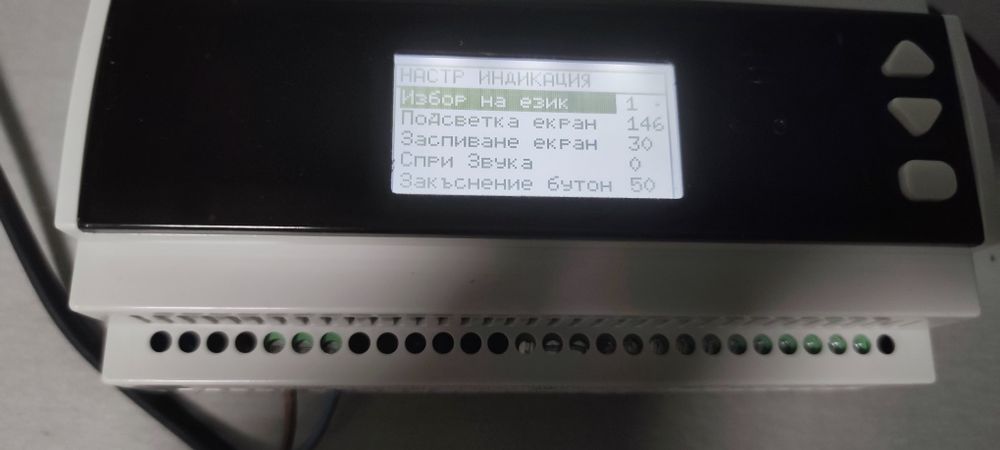 НАСТР ИНДИКАЦИЯ
Избор на език 1
Подсветка екран 146
Заспиване екран 30
Спри Звука 0
Закъснение бутон 50